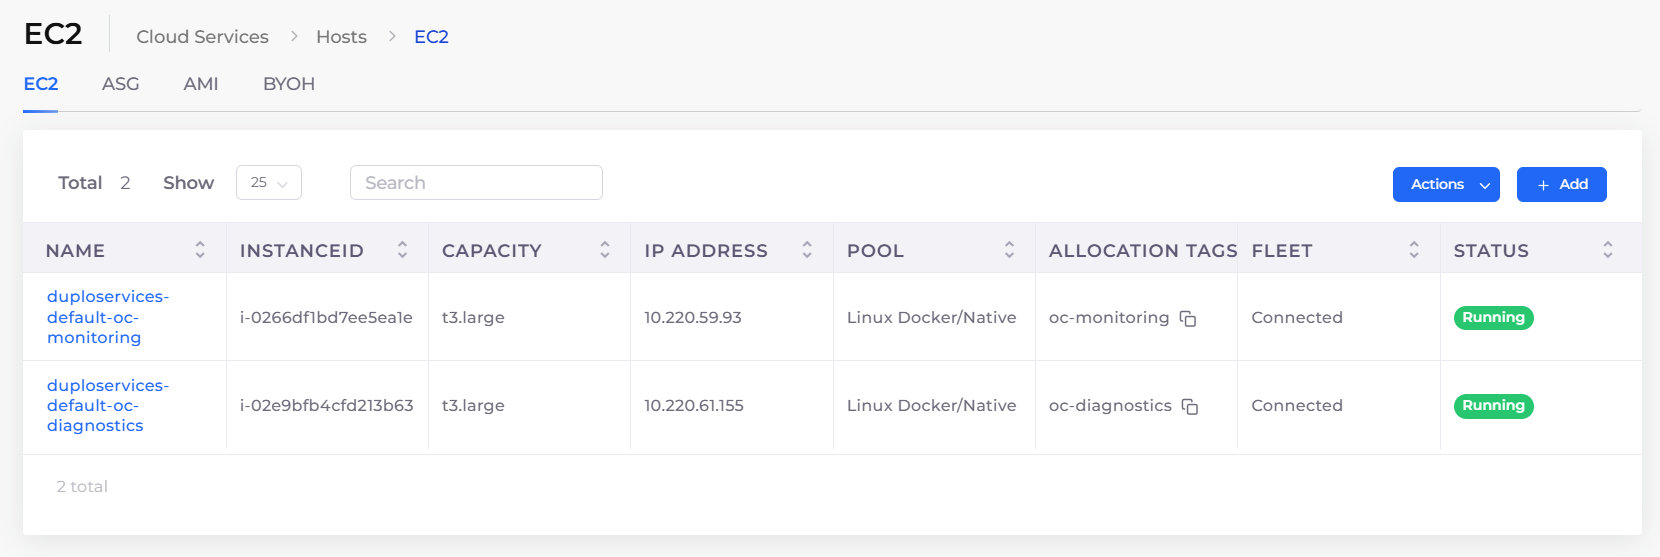 EC2
Cloud Services > Hosts > EC2
EC2 ASG AMI BYOH
Total 2 Show 25 Search Actions + Add
NAME INSTANCEID CAPACITY IP ADDRESS POOL ALLOCATION TAGS FLEET STATUS
duploservices-
default-oc-
monitoring
i-0266df1bd7ee5ea1e t3.large 10.220.59.93 Linux Docker/Native oc-monitoring Connected Running
duploservices-
default-oc-
diagnostics
i-02e9bfb4cfd213b63 t3.large 10.220.61.155 Linux Docker/Native oc-diagnostics Connected Running
2 total